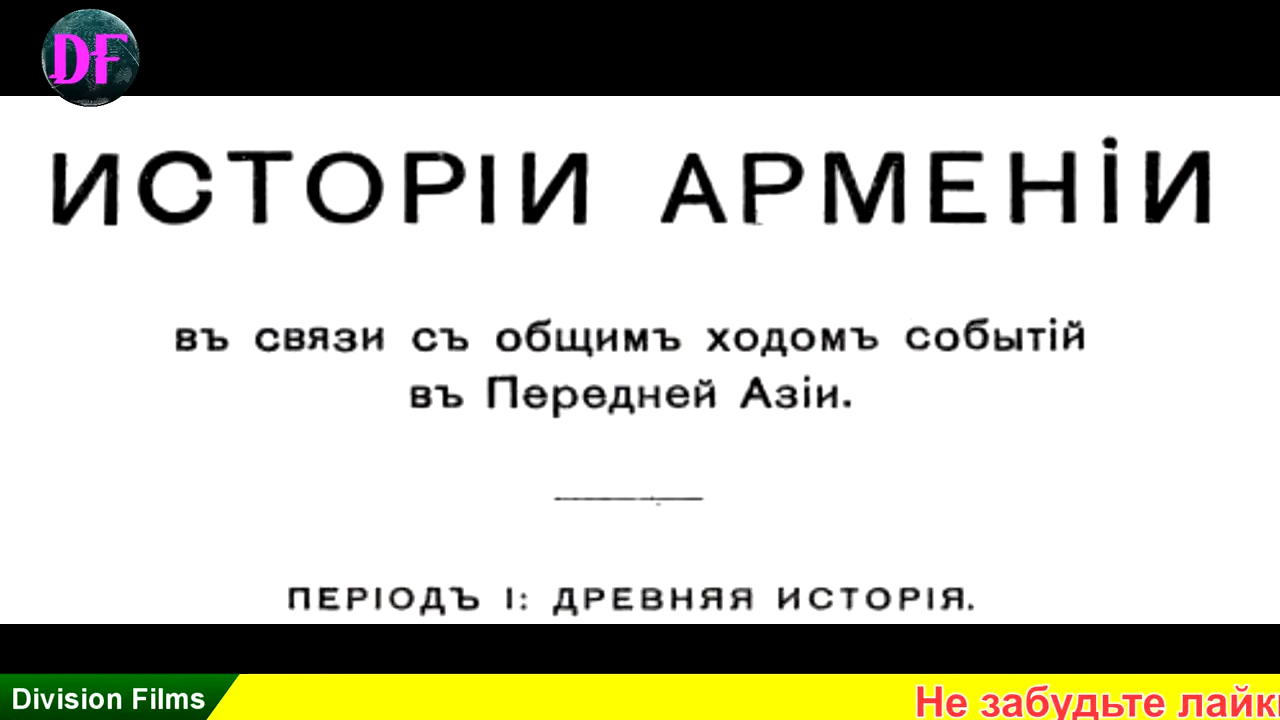 DF
ИСТОРІИ АРМЕНІИ
въ связи съ общимъ ходомъ событій
въ Передней Азіи.
ПЕРІОДЪ І: ДРЕВНЯЯ ИСТОРІЯ.
Division Films
Не забудьте